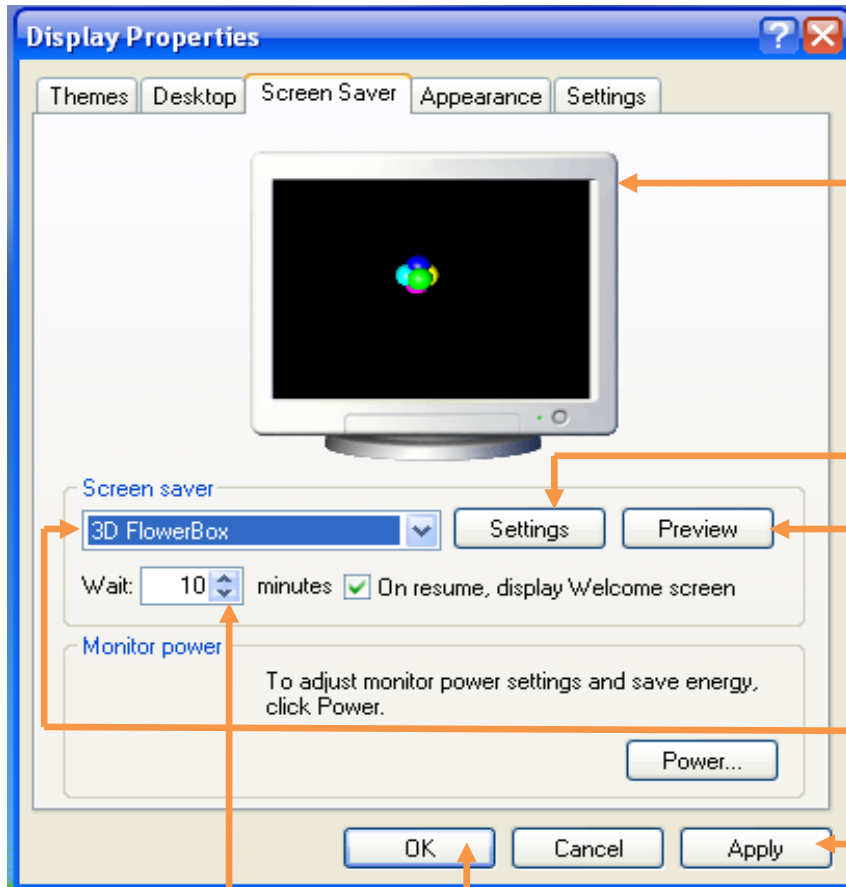 Display Properties
Themes Desktop Screen Saver Appearance Settings
Screen saver
3D FlowerBox Settings Preview
Wait: 10 minutes On resume, display Welcome screen
Monitor power
To adjust monitor power settings and save energy,
click Power.
Power...
OK Cancel Apply